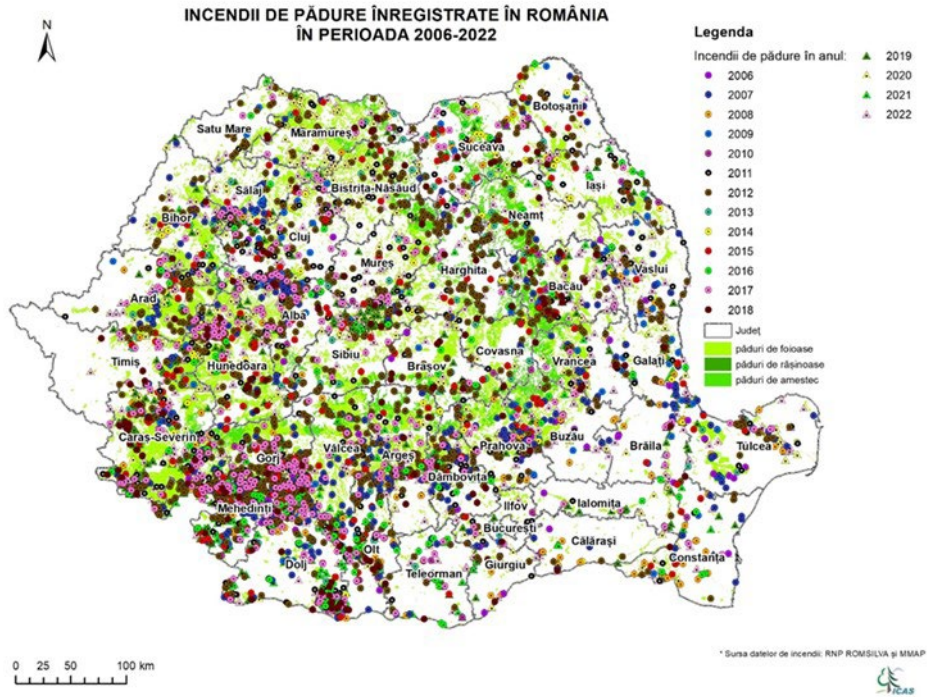 INCENDII DE PĂDURE ÎNREGISTRATE ÎN ROMÂNIA
ÎN PERIOADA 2006-2022
N
Legenda
Incendii de pădure în anul:
2006
2007
2008
2009
2010
2011
2012
2013
2014
2015
2016
2017
2018
2019
2020
2021
2022
Județ
păduri de foioase
păduri de rășinoase
păduri de amestec
Botoșani
Satu Mare
Maramureș
Suceava
Iași
Sălaj
Bistrița-Năsăud
Bihor
Neamț
Cluj
Mureș
Harghita
Vaslui
Bacău
Arad
Alba
Sibiu
Covasna
Timiș
Hunedoara
Brașov
Vrancea
Galați
Caraș-Severin
Gorj
Vâlcea
Argeș
Prahova
Buzău
Brăila
Tulcea
Dâmbovița
Mehedinți
Ilfov
Ialomița
București
Olt
Dolj
Teleorman
Giurgiu
Călărași
Constanța
0 25 50 100 km
* Sursa datelor de incendii: RNP ROMSILVA și MMAP
ICAS